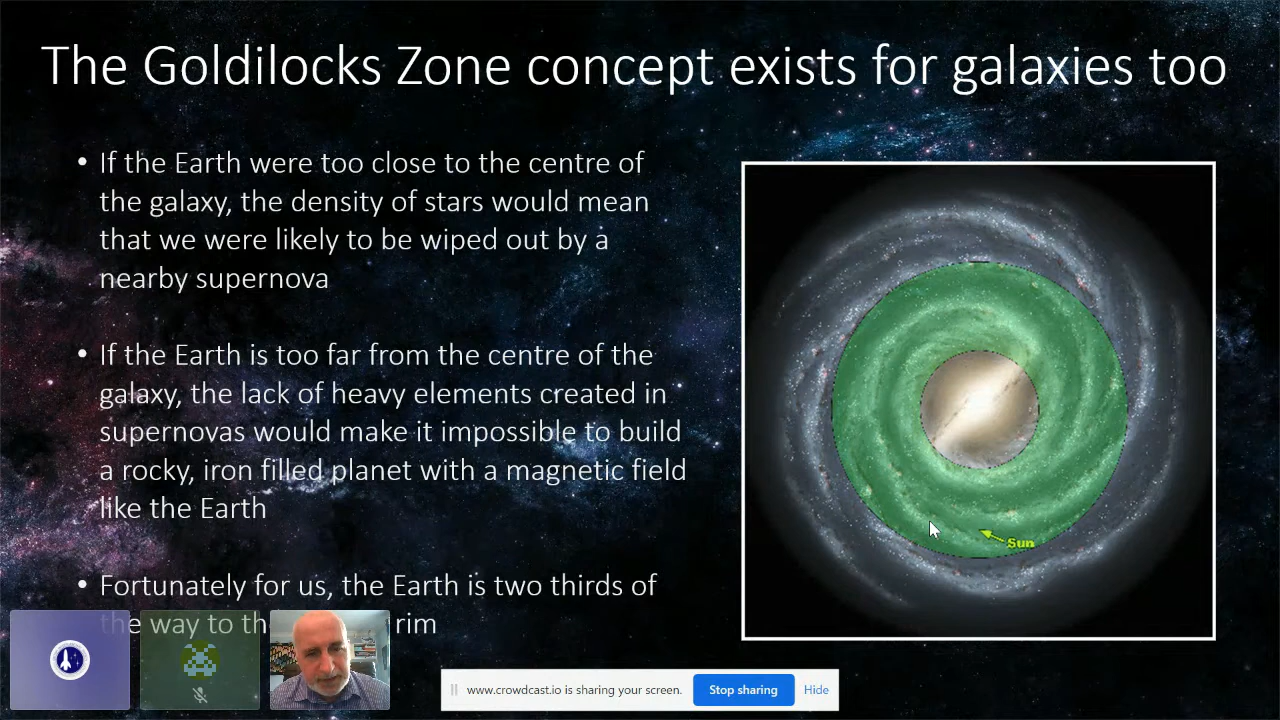 The Goldilocks Zone concept exists for galaxies too
• If the Earth were too close to the centre of
the galaxy, the density of stars would mean
that we were likely to be wiped out by a
nearby supernova
• If the Earth is too far from the centre of the
galaxy, the lack of heavy elements created in
supernovas would make it impossible to build
a rocky, iron filled planet with a magnetic field
like the Earth
• Fortunately for us, the Earth is two thirds of
the way to rim
Sun
www.crowdcast.io is sharing your screen.
Stop sharing
Hide